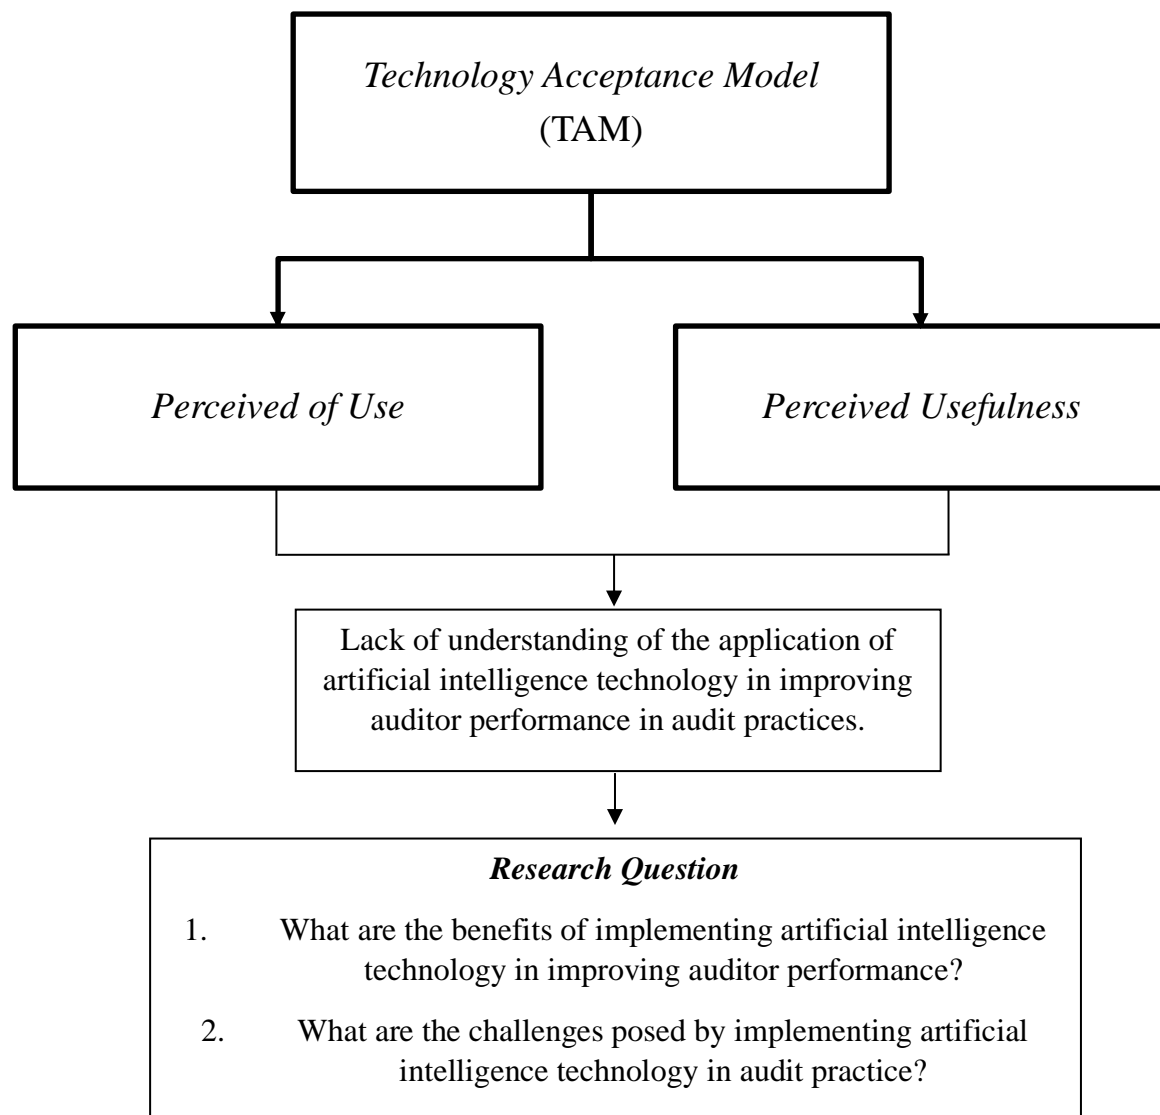 Technology Acceptance Model
(TAM)
Perceived of Use
Perceived Usefulness
Lack of understanding of the application of
artificial intelligence technology in improving
auditor performance in audit practices.
Research Question
1. What are the benefits of implementing artificial intelligence
technology in improving auditor performance?
2. What are the challenges posed by implementing artificial
intelligence technology in audit practice?